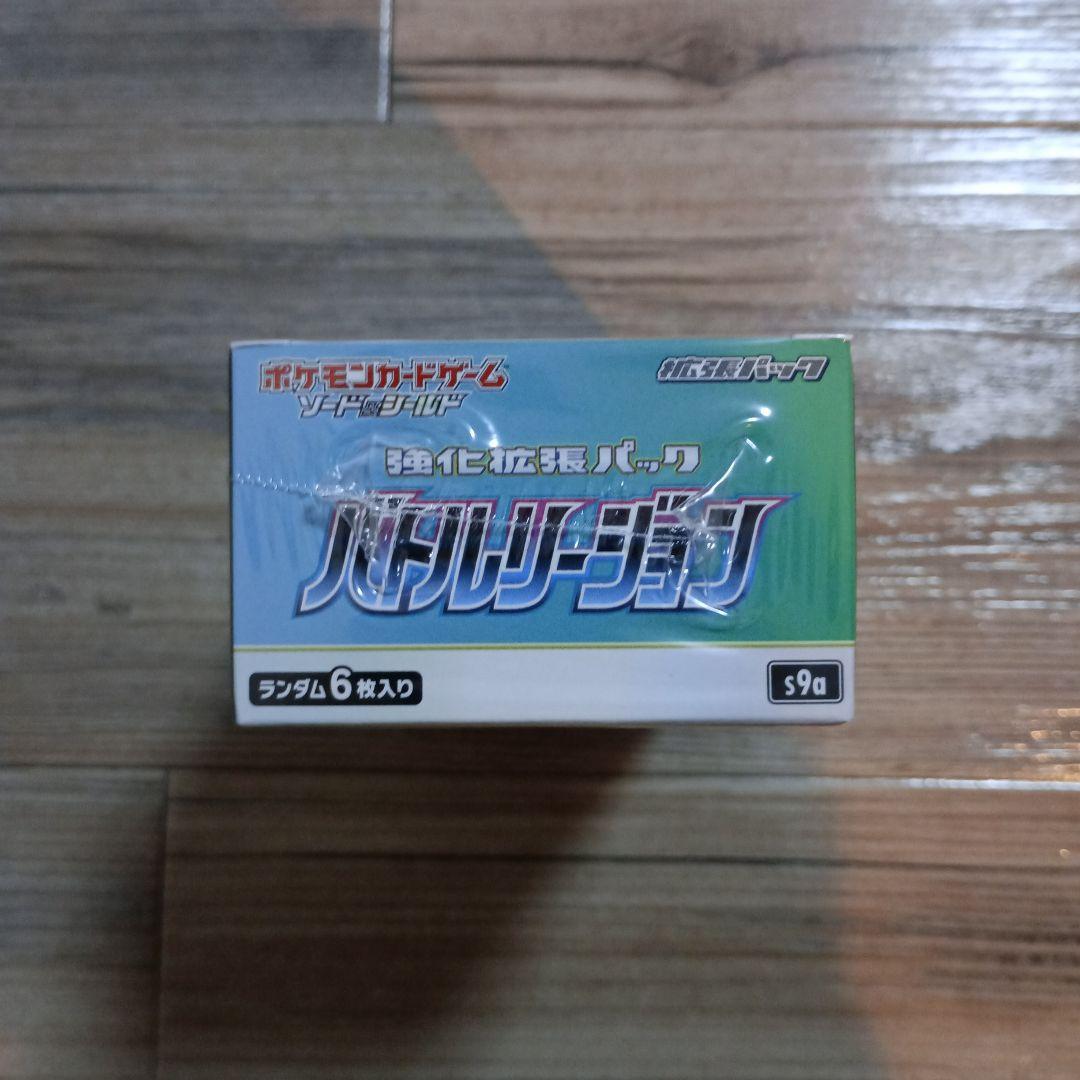 ポケモンカードゲーム
ソード&シールド
拡張パック
強化拡張パック
バトルリージョン
ランダム6枚入り
s9a